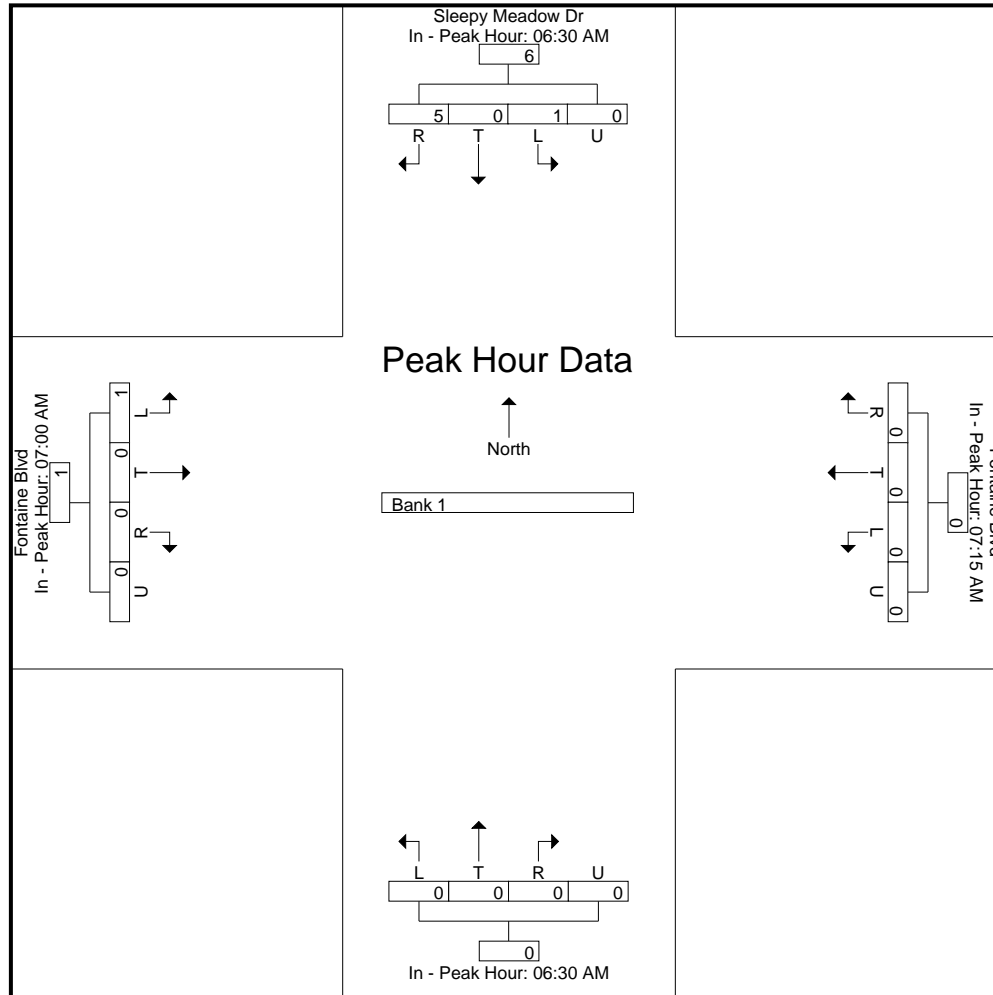 Sleepy Meadow Dr
In - Peak Hour: 06:30 AM
6
5 0 1 0
R T L U
Peak Hour Data
North
Bank 1
Fontaine Blvd
In - Peak Hour: 07:00 AM
1
1 0 0 0
L T R U
In - Peak Hour: 07:15 AM
0
0 0 0 0
R T L U
L T R U
0 0 0 0
0
In - Peak Hour: 06:30 AM